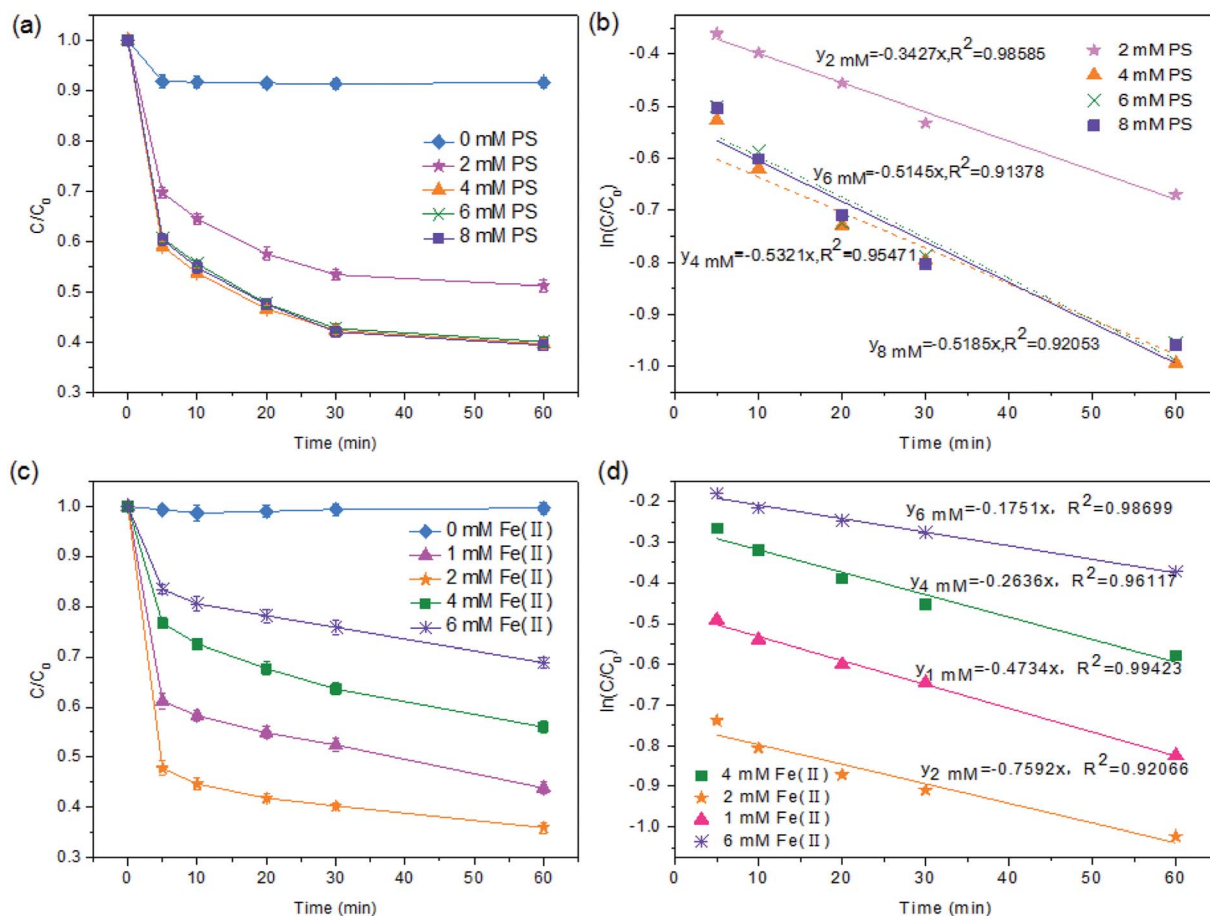 (a)
1.0
0.9
0.8
0.7
0.6
0.5
0.4
0.3
C/C0
0 mM PS
2 mM PS
4 mM PS
6 mM PS
8 mM PS
0 10 20 30 40 50 60
Time (min)
(b)
-0.4
-0.5
-0.6
-0.7
-0.8
-0.9
-1.0
ln(C/C0)
y2 mM=-0.3427x,R2=0.98585
2 mM PS
4 mM PS
6 mM PS
8 mM PS
y6 mM=-0.5145x,R2=0.91378
y4 mM=-0.5321x,R2=0.95471
y8 mM=-0.5185x,R2=0.92053
0 10 20 30 40 50 60
Time (min)
(c)
1.0
0.9
0.8
0.7
0.6
0.5
0.4
0.3
C/C0
0 mM Fe(II)
1 mM Fe(II)
2 mM Fe(II)
4 mM Fe(II)
6 mM Fe(II)
0 10 20 30 40 50 60
Time (min)
(d)
-0.2
-0.3
-0.4
-0.5
-0.6
-0.7
-0.8
-0.9
-1.0
ln(C/C0)
y6 mM=-0.1751x, R2=0.98699
y4 mM=-0.2636x, R2=0.96117
y1 mM=-0.4734x, R2=0.99423
y2 mM=-0.7592x, R2=0.92066
4 mM Fe(II)
2 mM Fe(II)
1 mM Fe(II)
6 mM Fe(II)
0 10 20 30 40 50 60
Time (min)